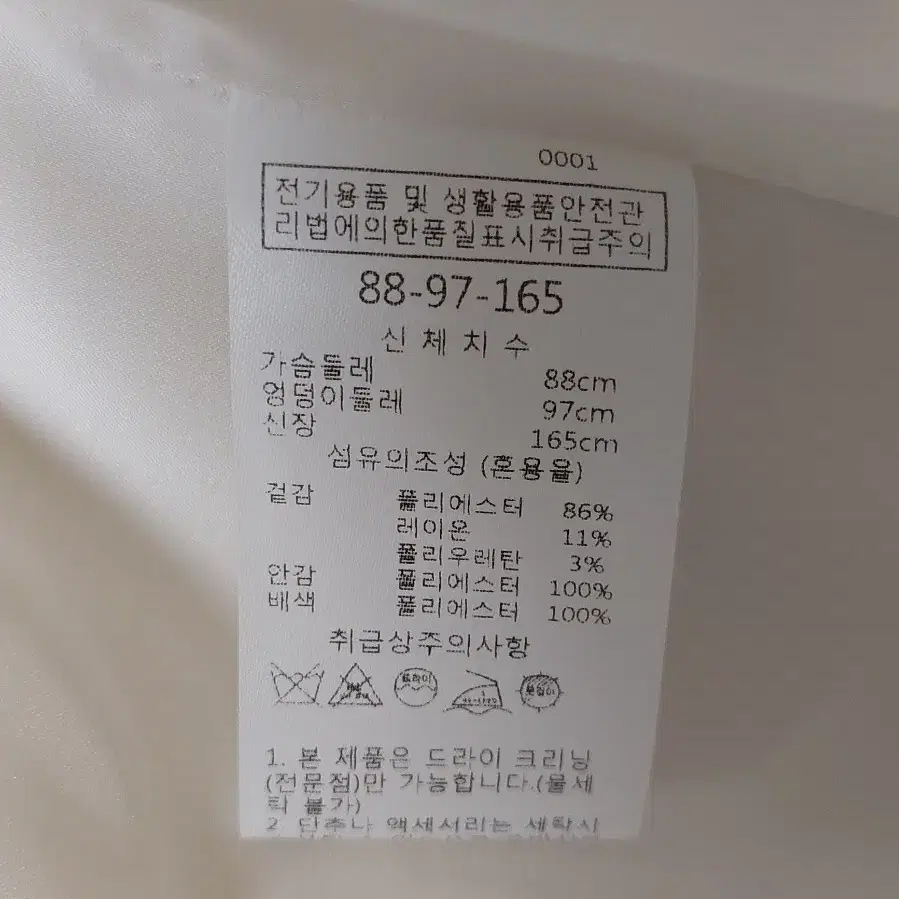 0001
전기용품 및 생활용품안전관
리법에의한품질표시취급주의
88-97-165
신 체 치 수
가슴둘레 88cm
엉덩이둘레 97cm
신장 165cm
섬유의조성 (혼용율)
겉감 폴리에스터 86%
레이온 11%
폴리우레탄 3%
안감 폴리에스터 100%
배색 폴리에스터 100%
취급상주의사항
드라이
1. 본 제품은 드라이 크리닝
(전문점)만 가능합니다.(물세
탁 불가)
2. 단추나 액세서리는 세탁시